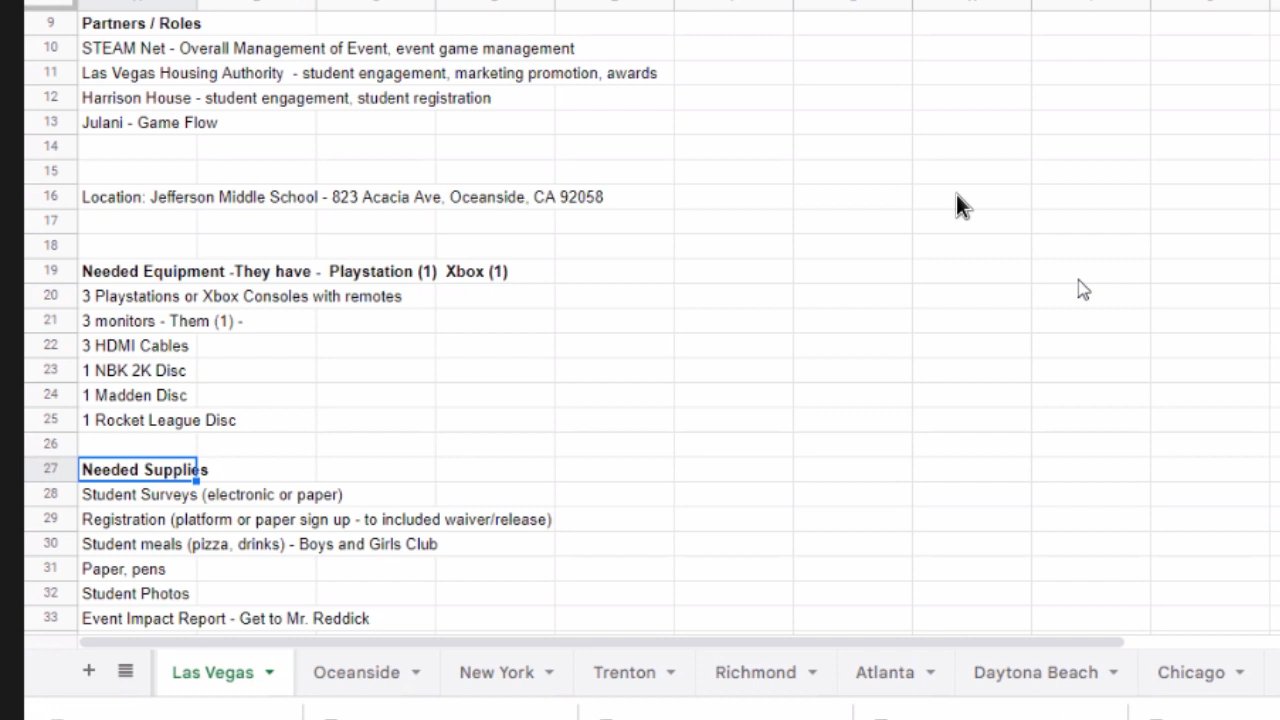 9 Partners / Roles
10 STEAM Net - Overall Management of Event, event game management
11 Las Vegas Housing Authority - student engagement, marketing promotion, awards
12 Harrison House - student engagement, student registration
13 Julani - Game Flow
14
15
16 Location: Jefferson Middle School - 823 Acacia Ave, Oceanside, CA 92058
17
18
19 Needed Equipment -They have - Playstation (1) Xbox (1)
20 3 Playstations or Xbox Consoles with remotes
21 3 monitors - Them (1) -
22 3 HDMI Cables
23 1 NBK 2K Disc
24 1 Madden Disc
25 1 Rocket League Disc
26
27 Needed Supplies
28 Student Surveys (electronic or paper)
29 Registration (platform or paper sign up - to included waiver/release)
30 Student meals (pizza, drinks) - Boys and Girls Club
31 Paper, pens
32 Student Photos
33 Event Impact Report - Get to Mr. Reddick
+ Las Vegas Oceanside New York Trenton Richmond Atlanta Daytona Beach Chicago